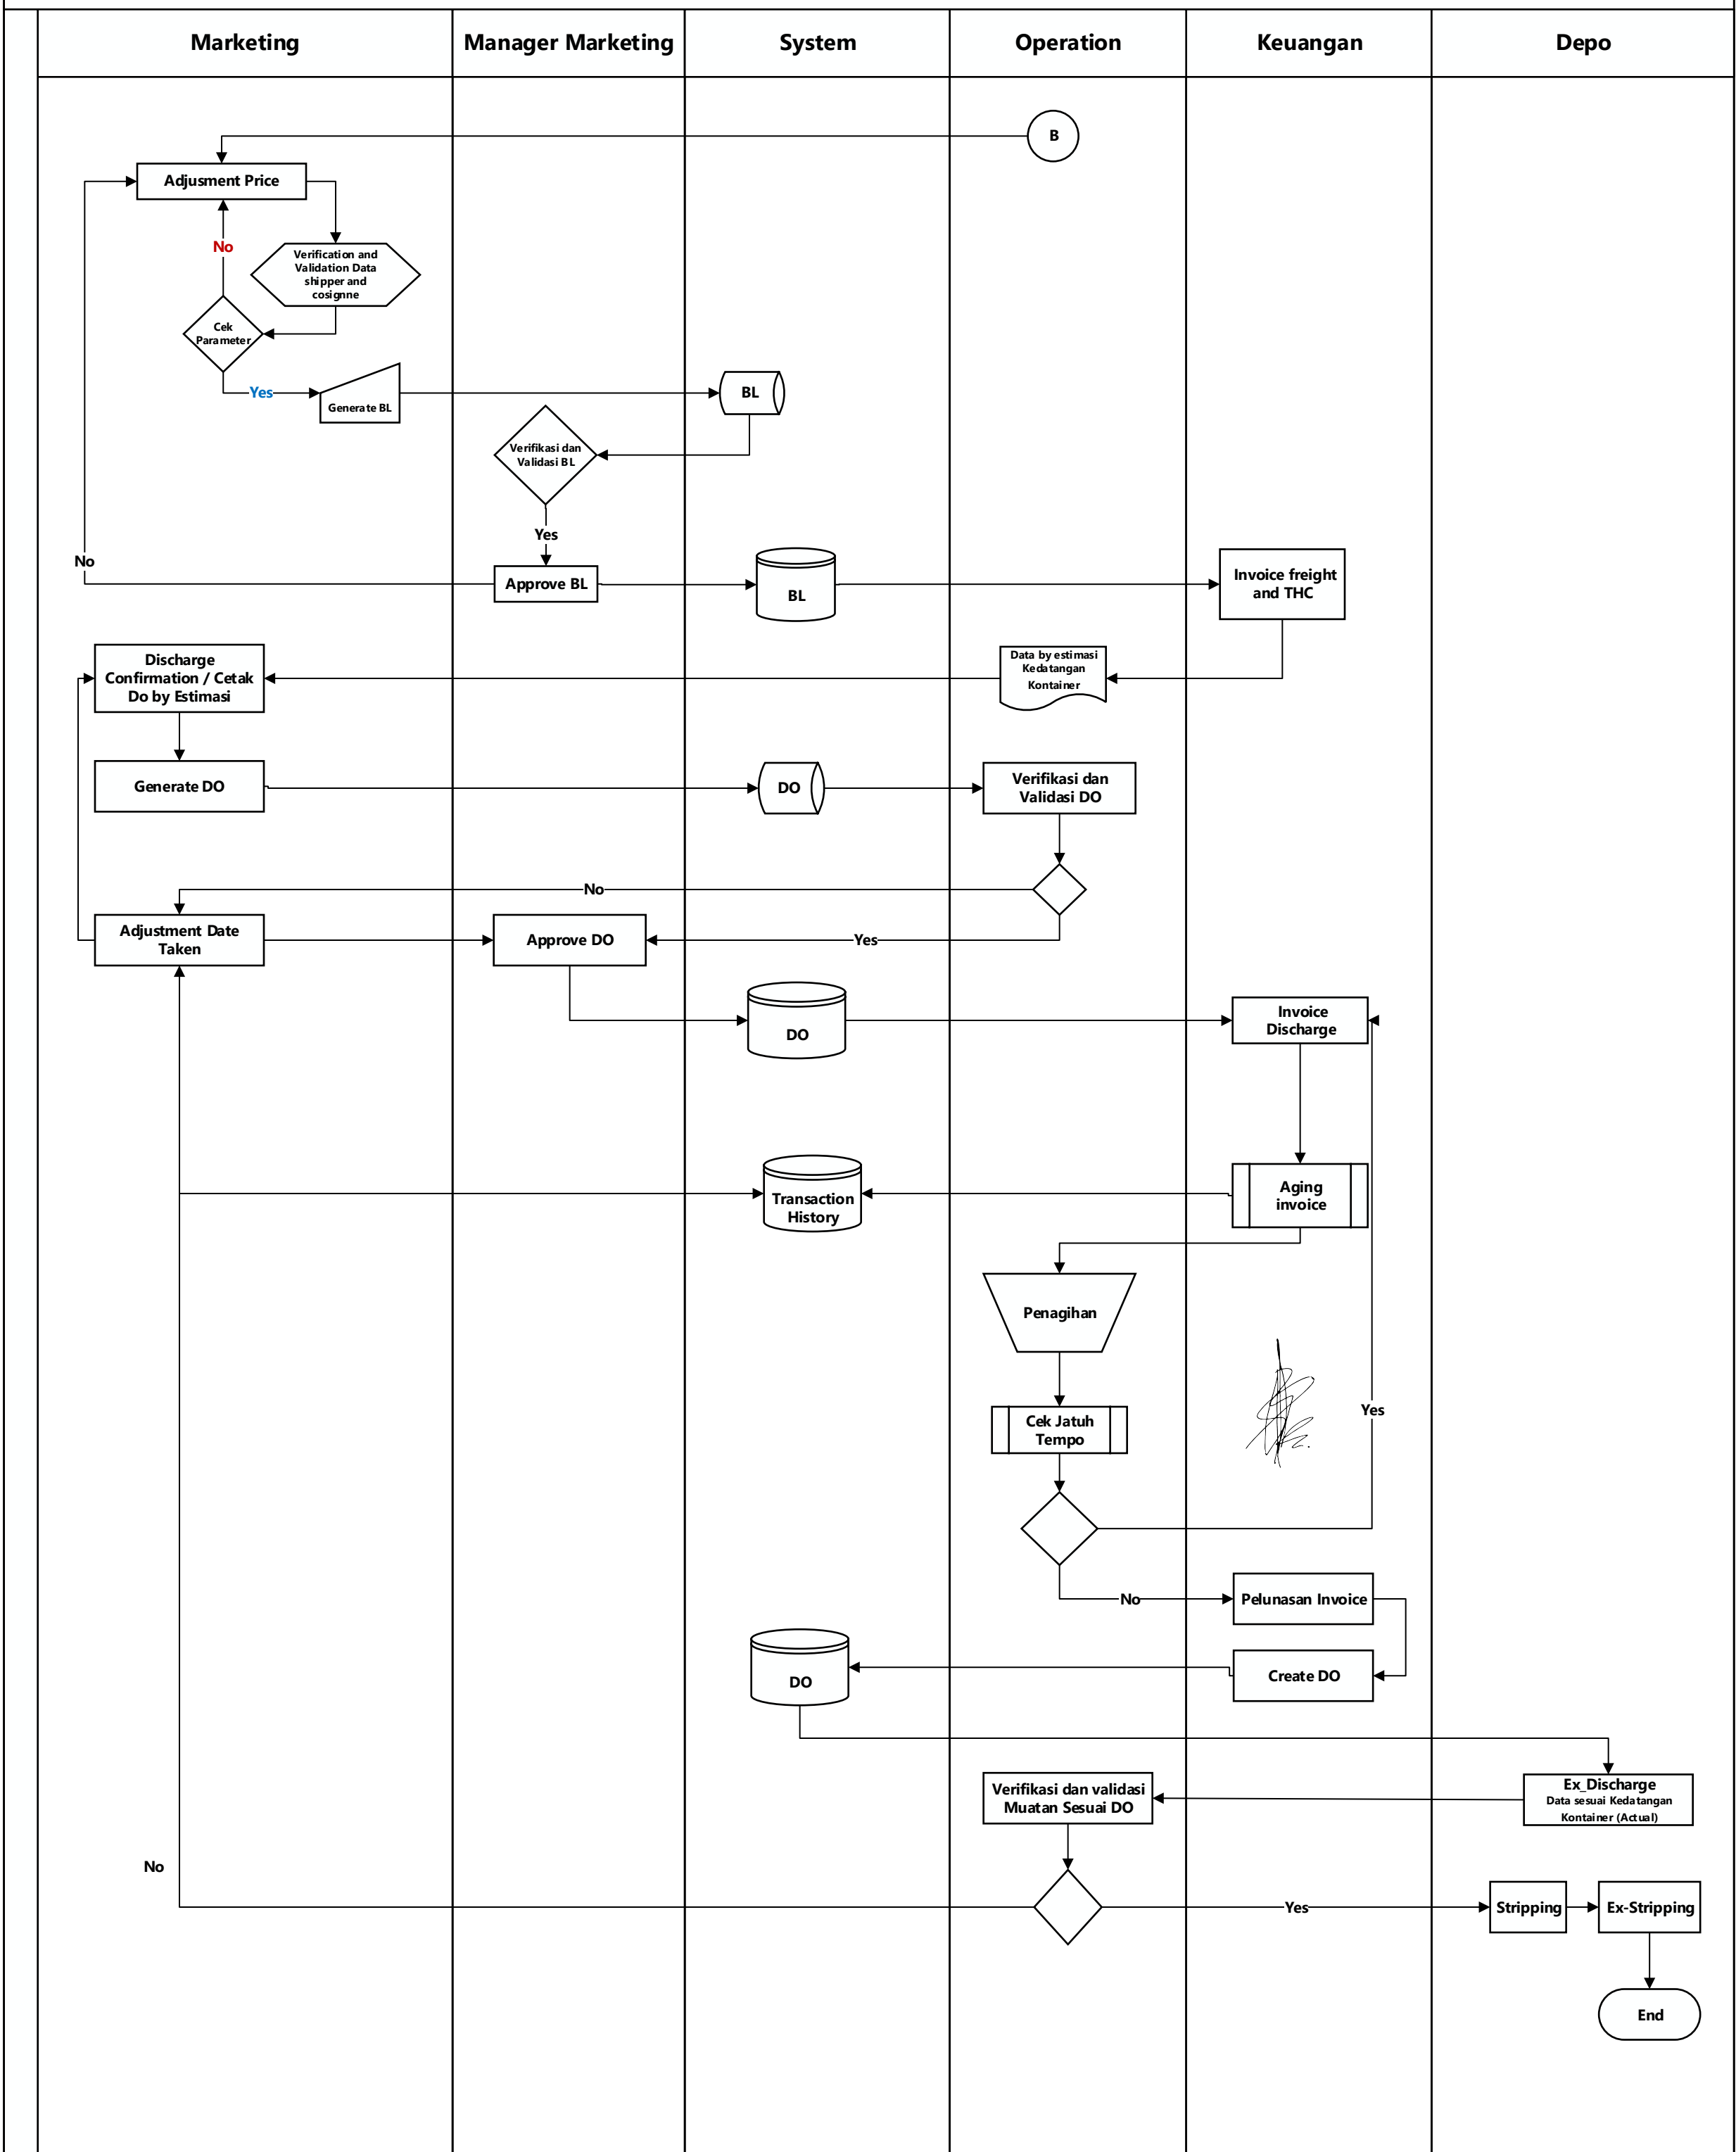 Marketing
Manager Marketing
System
Operation
Keuangan
Depo
B
Adjusment Price
No
Verification and
Validation Data
shipper and
cosignne
Cek
Parameter
Yes
Generate BL
BL
Verifikasi dan
Validasi BL
Yes
No
Approve BL
BL
Invoice freight
and THC
Discharge
Confirmation / Cetak
Do by Estimasi
Data by estimasi
Kedatangan
Kontainer
Generate DO
DO
Verifikasi dan
Validasi DO
No
Adjustment Date
Taken
Approve DO
Yes
DO
Invoice
Discharge
Transaction
History
Aging
invoice
Penagihan
Cek Jatuh
Tempo
Yes
No
Pelunasan Invoice
DO
Create DO
Verifikasi dan validasi
Muatan Sesuai DO
Ex_Discharge
Data sesuai Kedatangan
Kontainer (Actual)
No
Yes
Stripping
Ex-Stripping
End